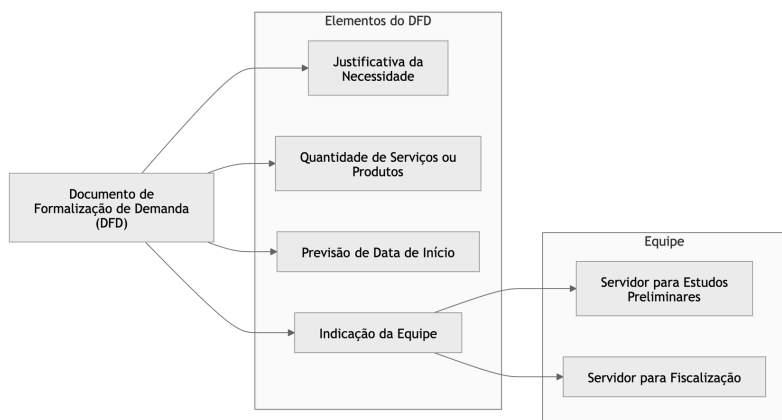 Elementos do DFD
Justificativa da
Necessidade
Quantidade de Serviços ou
Produtos
Documento de
Formalização de Demanda
(DFD)
Previsão de Data de Início
Indicação da Equipe
Equipe
Servidor para Estudos
Preliminares
Servidor para Fiscalização